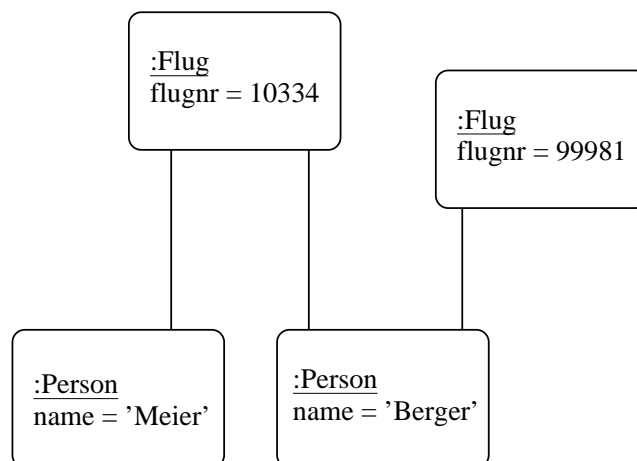 :Flug
flugnr = 10334
:Flug
flugnr = 99981
:Person
name = ’Meier’
:Person
name = ’Berger’